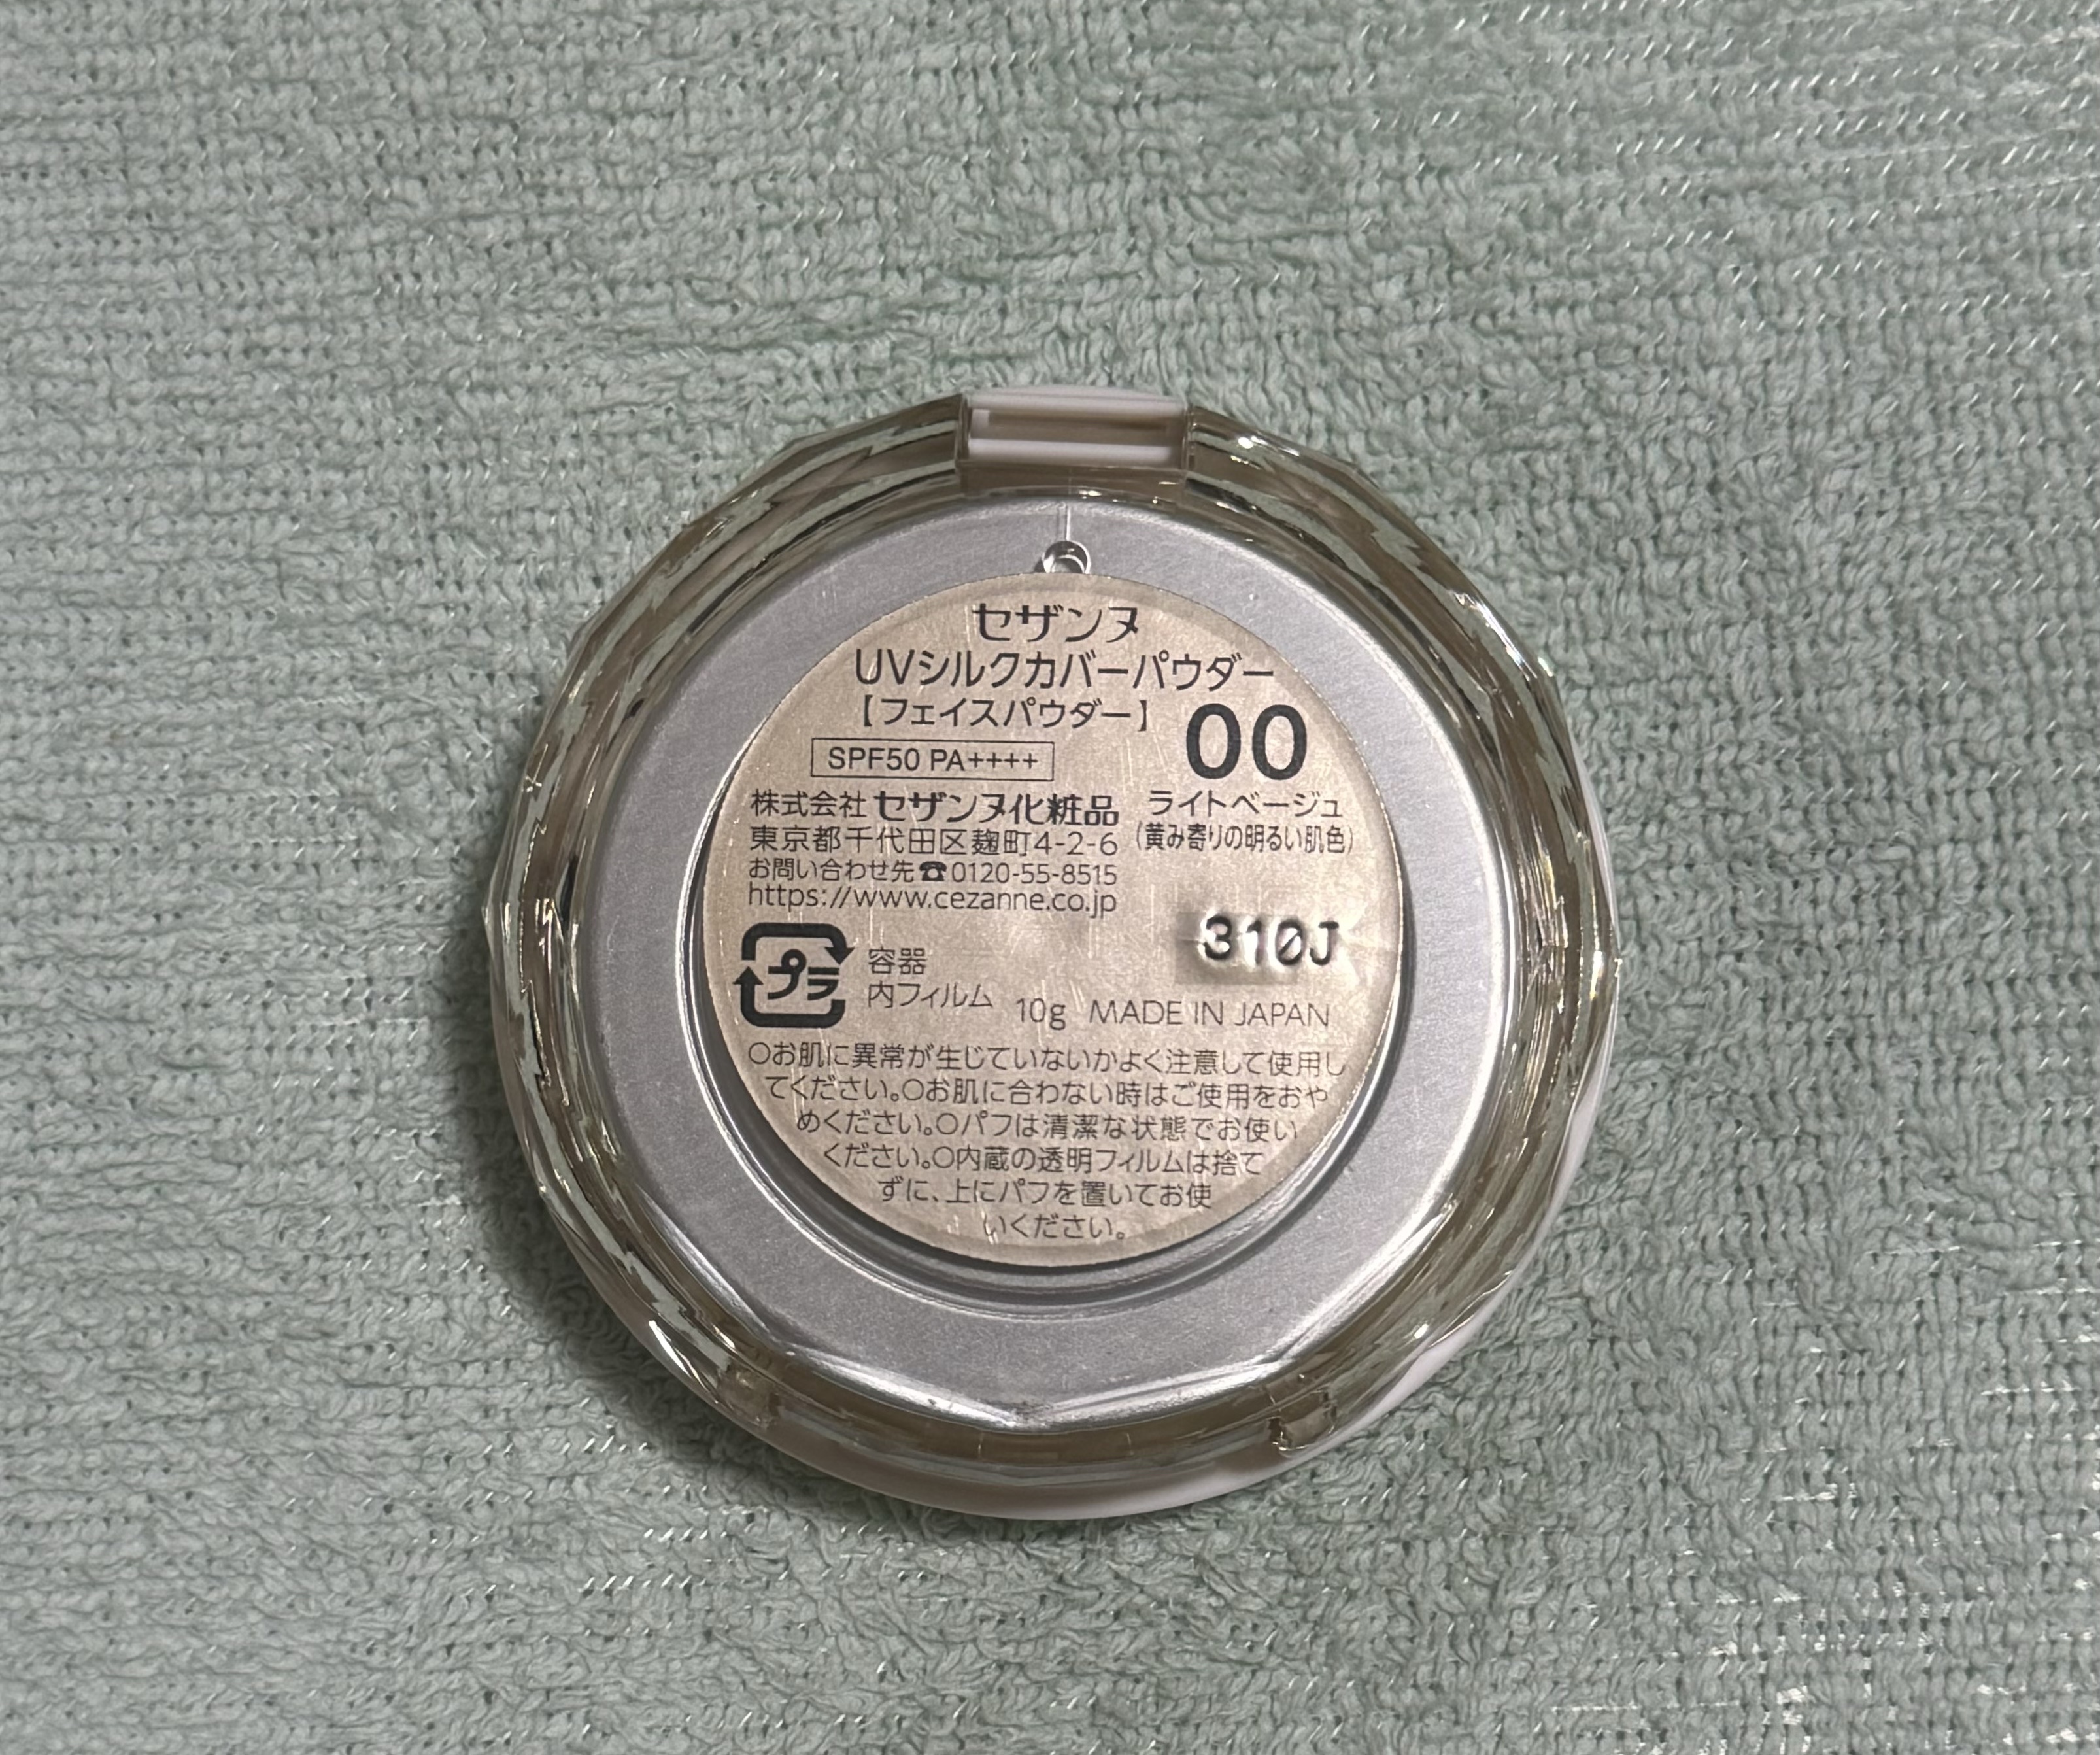 セザンヌ
UVシルクカバーパウダー
【フェイスパウダー】
00
SPF50 PA++++
株式会社 セザンヌ化粧品
ライトベージュ
東京都千代田区麹町4-2-6
(黄み寄りの明るい肌色)
お問い合わせ先☎0120-55-8515
https://www.cezanne.co.jp
310J
プラ
容器
内フィルム
10g MADE IN JAPAN
○お肌に異常が生じていないかよく注意して使用し
てください。○お肌に合わない時はご使用をおや
めください。○パフは清潔な状態でお使い
ください。○内蔵の透明フィルムは捨て
ずに、上にパフを置いてお使
いください。